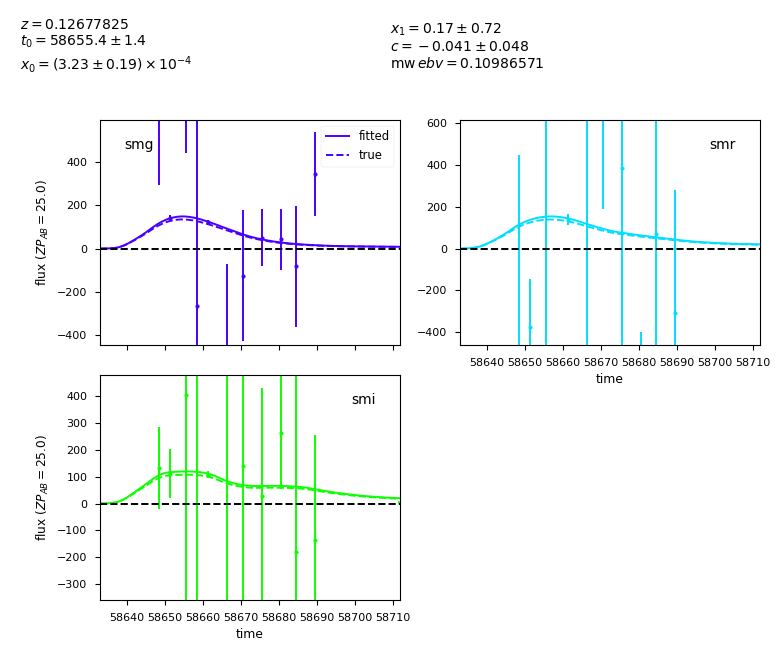 z = 0.12677825
t₀ = 58655.4 ± 1.4
x₀ = (3.23 ± 0.19) × 10⁻⁴
x₁ = 0.17 ± 0.72
c = −0.041 ± 0.048
mw ebv = 0.10986571
smg
fitted
true
400
200
0
−200
−400
flux (ZP_AB = 25.0)
smr
600
400
200
0
−200
−400
58640 58650 58660 58670 58680 58690 58700 58710
time
smi
400
300
200
100
0
−100
−200
−300
flux (ZP_AB = 25.0)
58640 58650 58660 58670 58680 58690 58700 58710
time